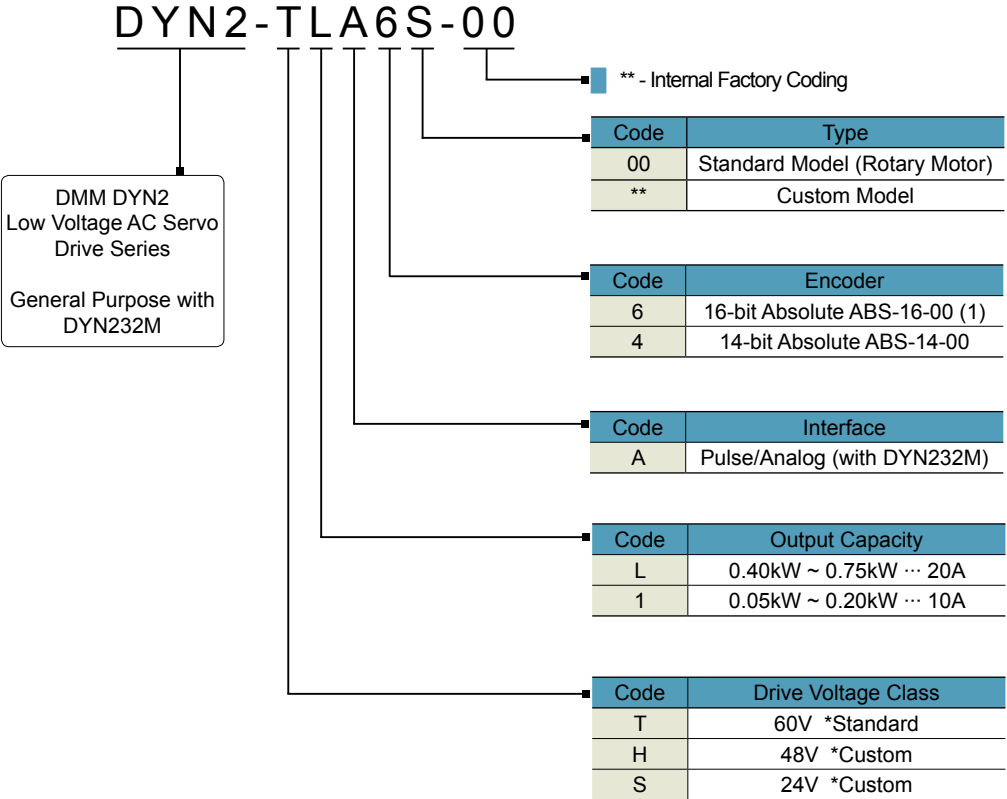 DYN2-TLA6S-00
** - Internal Factory Coding
Code Type
00 Standard Model (Rotary Motor)
** Custom Model
DMM DYN2
Low Voltage AC Servo
Drive Series
General Purpose with
DYN232M
Code Encoder
6 16-bit Absolute ABS-16-00 (1)
4 14-bit Absolute ABS-14-00
Code Interface
A Pulse/Analog (with DYN232M)
Code Output Capacity
L 0.40kW ~ 0.75kW ··· 20A
1 0.05kW ~ 0.20kW ··· 10A
Code Drive Voltage Class
T 60V *Standard
H 48V *Custom
S 24V *Custom